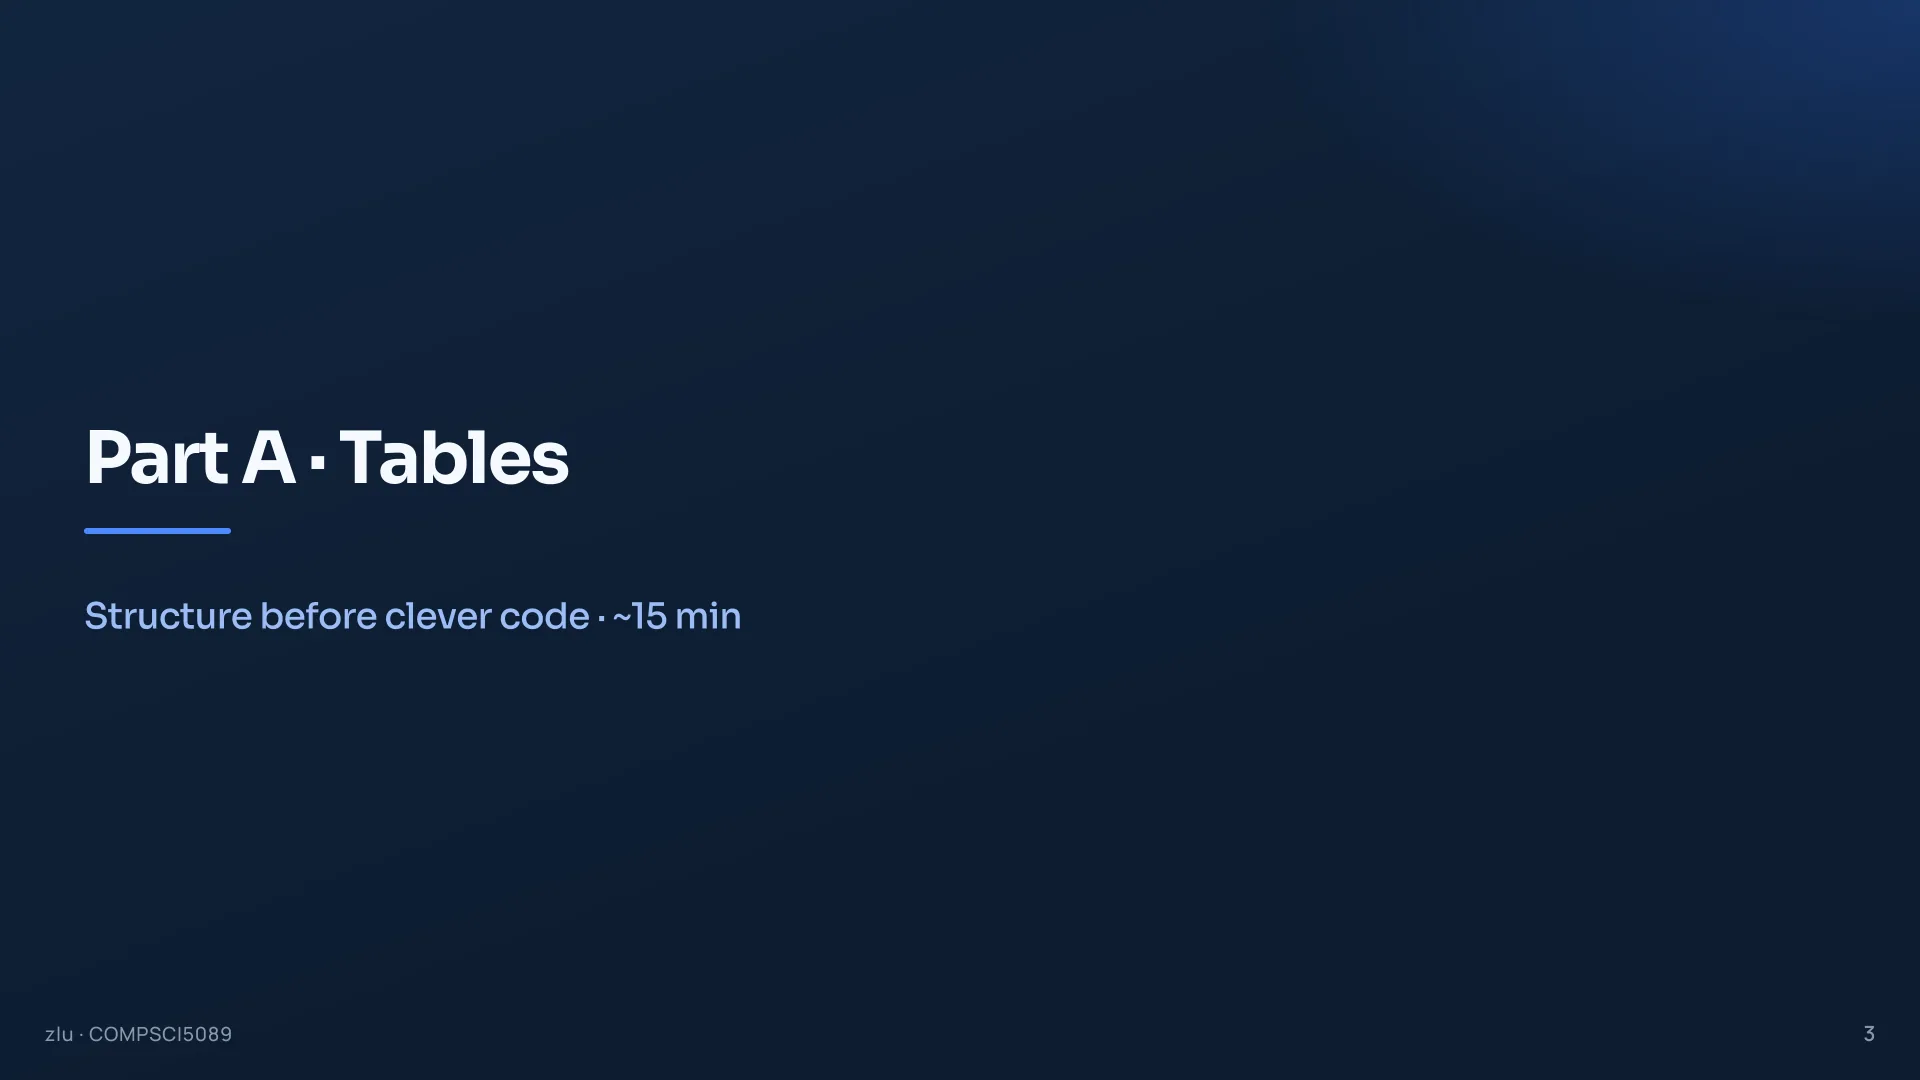 Part A · Tables
Structure before clever code · ~15 min
zlu · COMPSCI5089
3